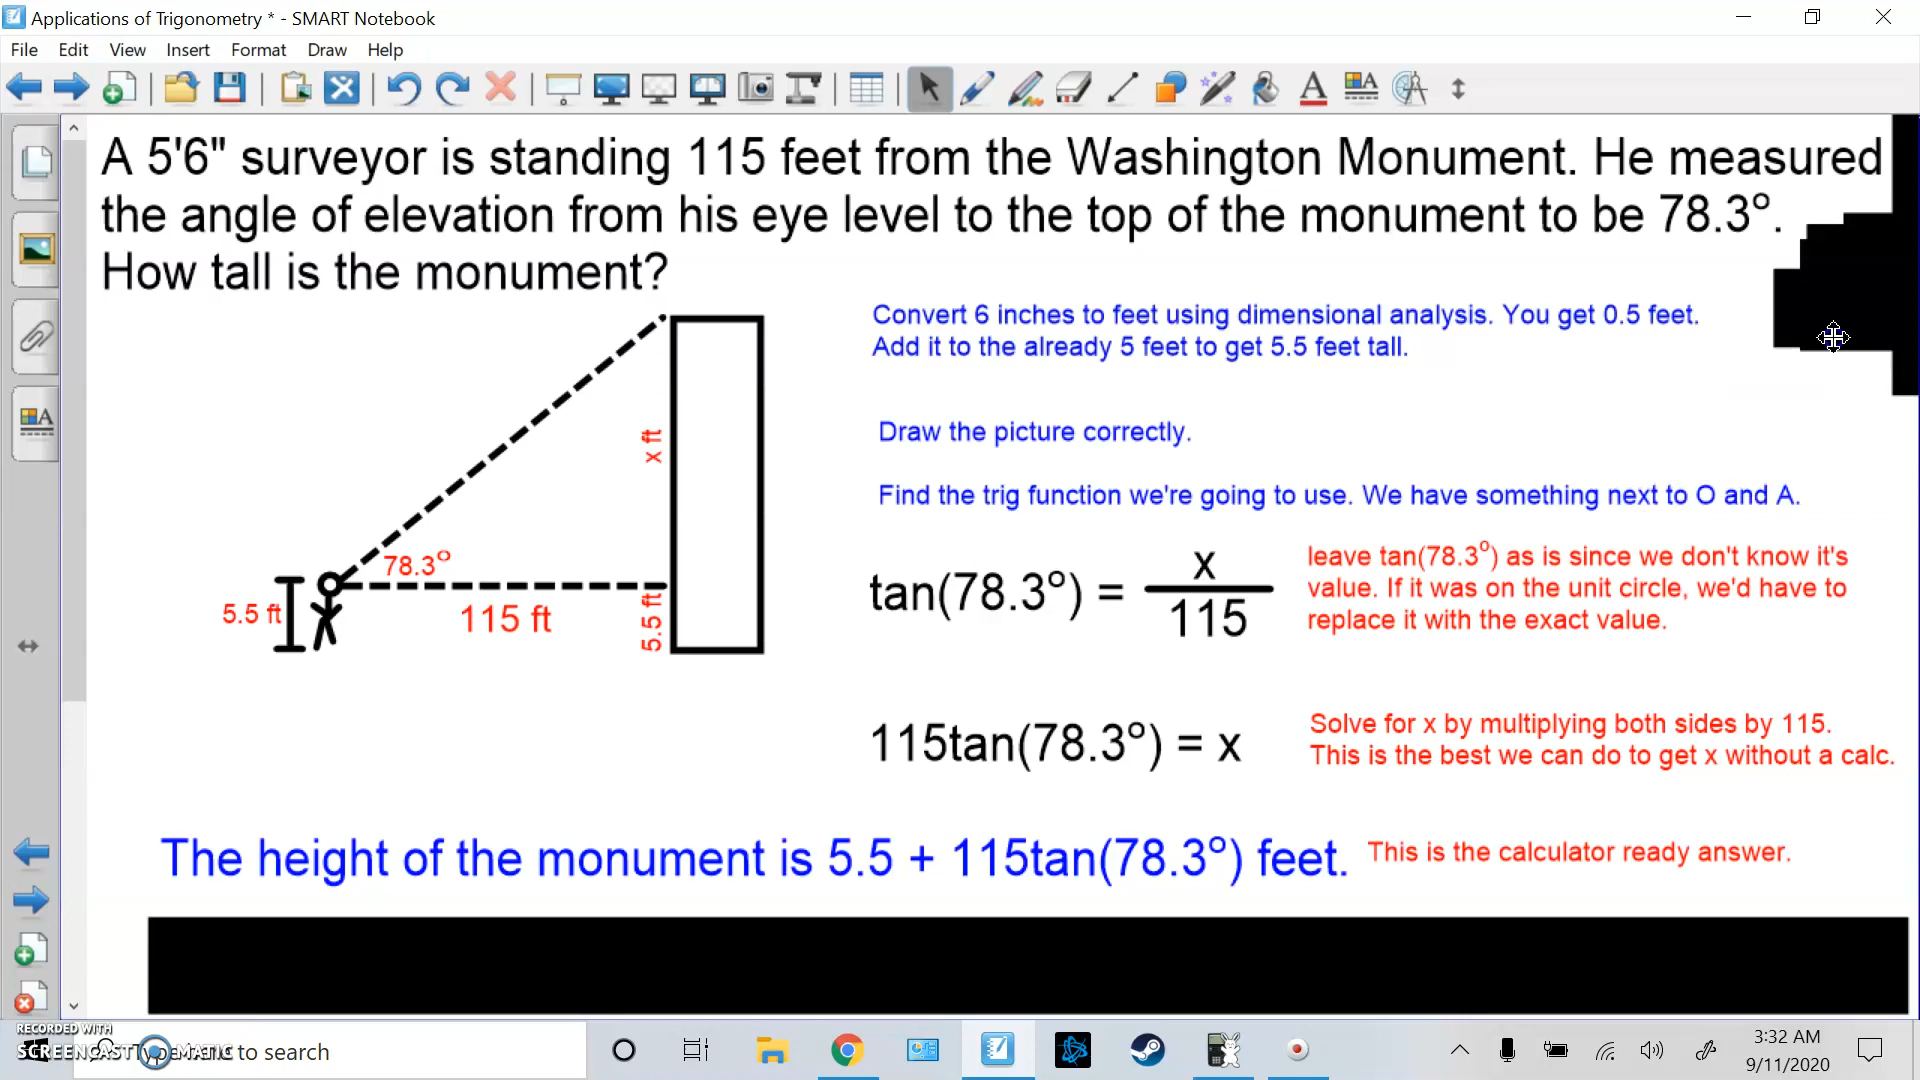 Applications of Trigonometry * - SMART Notebook
File Edit View Insert Format Draw Help
A 5'6" surveyor is standing 115 feet from the Washington Monument. He measured
the angle of elevation from his eye level to the top of the monument to be 78.3º.
How tall is the monument?
Convert 6 inches to feet using dimensional analysis. You get 0.5 feet.
Add it to the already 5 feet to get 5.5 feet tall.
Draw the picture correctly.
Find the trig function we're going to use. We have something next to O and A.
x ft
78.3º
5.5 ft
115 ft
5.5 ft
tan(78.3º) = x
115
leave tan(78.3º) as is since we don't know it's
value. If it was on the unit circle, we'd have to
replace it with the exact value.
115tan(78.3º) = x
Solve for x by multiplying both sides by 115.
This is the best we can do to get x without a calc.
The height of the monument is 5.5 + 115tan(78.3º) feet.
This is the calculator ready answer.
RECORDED WITH
SCREENCAST MATIC
to search
3:32 AM
9/11/2020